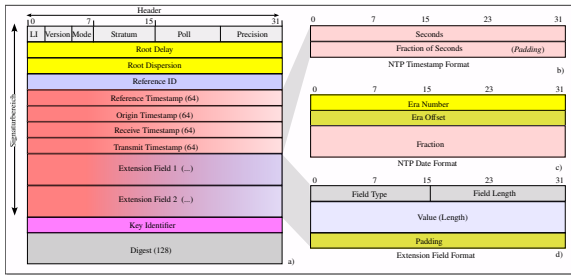 Header
0 7 15 31
LI Version Mode Stratum Poll Precision
Root Delay
Root Dispersion
Reference ID
Reference Timestamp (64)
Origin Timestamp (64)
Receive Timestamp (64)
Transmit Timestamp (64)
Extension Field 1 (...)
Extension Field 2 (...)
Key Identifier
Digest (128)
a)
Signaturbereich
0 7 15 23 31
Seconds
Fraction of Seconds (Padding)
NTP Timestamp Format
b)
0 7 15 23 31
Era Number
Era Offset
Fraction
NTP Date Format
c)
0 7 15 23 31
Field Type Field Length
Value (Length)
Padding
Extension Field Format
d)